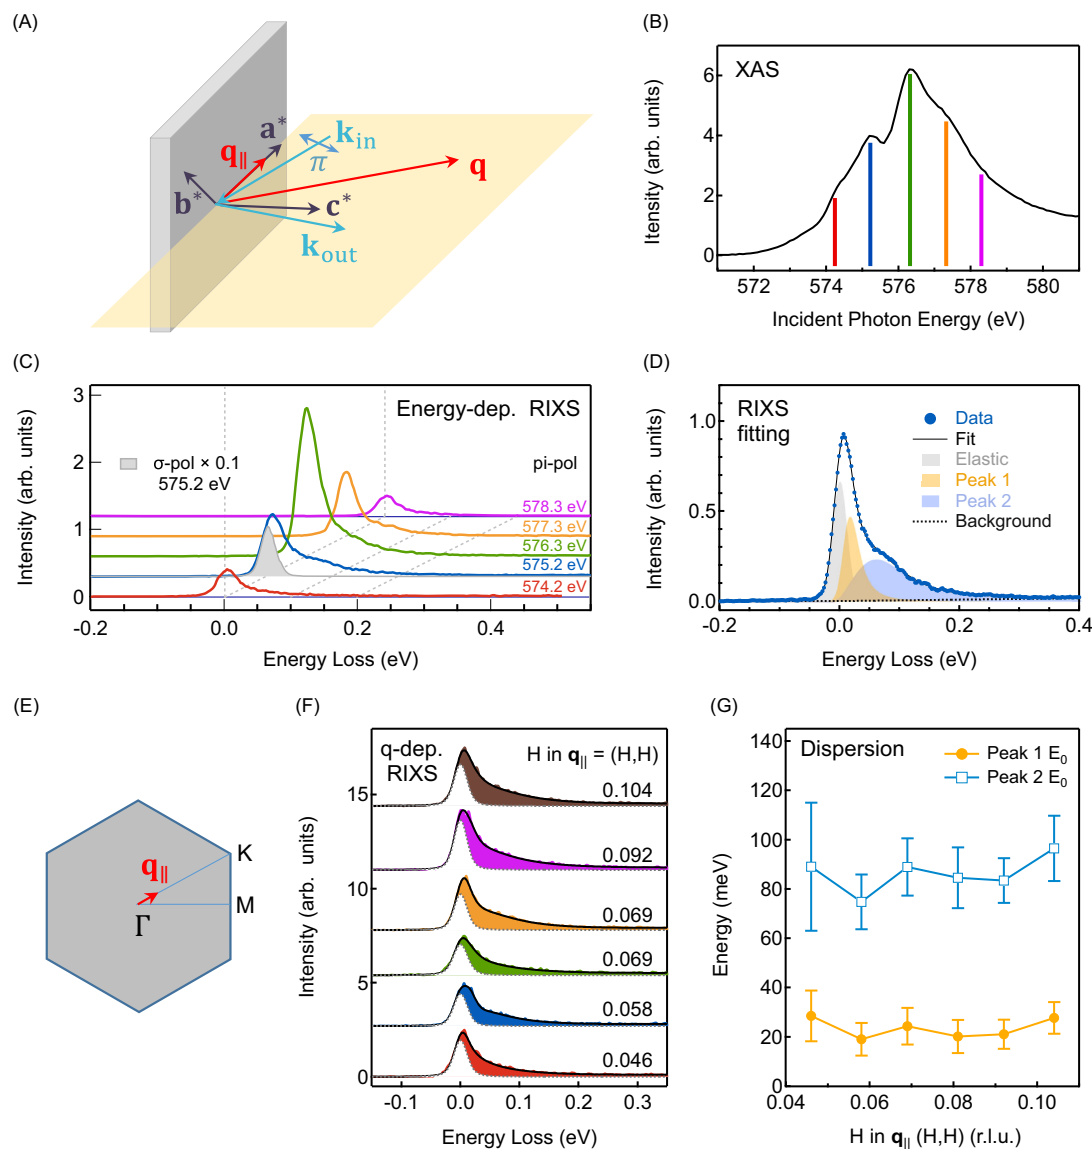 (A)
a*
k_in
q_∥
π
q
b*
c*
k_out
(B)
XAS
Itensity (arb. units)
6
4
2
0
572 574 576 578 580
Incident Photon Energy (eV)
(C)
Energy-dep. RIXS
σ-pol × 0.1
575.2 eV
pi-pol
578.3 eV
577.3 eV
576.3 eV
575.2 eV
574.2 eV
Intensity (arb. units)
3
2
1
0
-0.2 0.0 0.2 0.4
Energy Loss (eV)
(D)
RIXS
fitting
Data
Fit
Elastic
Peak 1
Peak 2
Background
Intensity (arb. units)
1.0
0.5
0.0
-0.2 0.0 0.2 0.4
Energy Loss (eV)
(E)
K
q_∥
M
Γ
(F)
q-dep.
RIXS
H in q_∥ = (H,H)
0.104
0.092
0.069
0.069
0.058
0.046
Intensity (arb. units)
15
10
5
0
-0.1 0.0 0.1 0.2 0.3
Energy Loss (eV)
(G)
Dispersion
Peak 1 E₀
Peak 2 E₀
Energy (meV)
140
120
100
80
60
40
20
0
0.04 0.06 0.08 0.10
H in q_∥ (H,H) (r.l.u.)